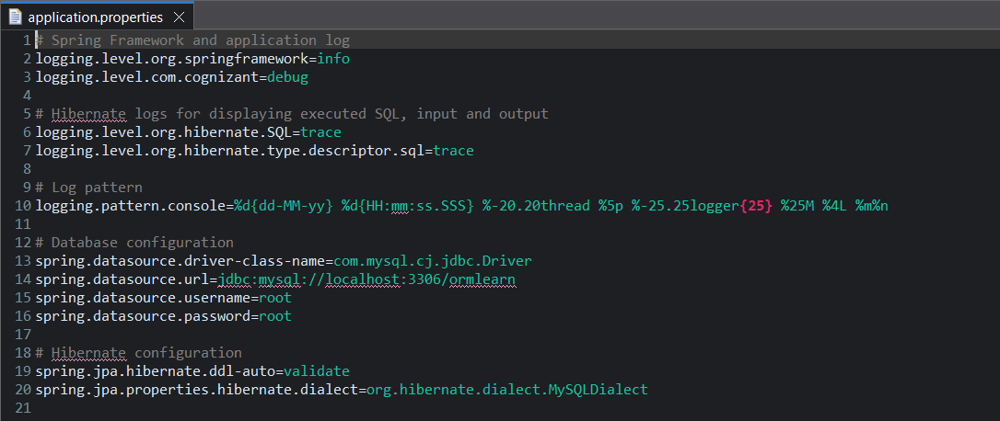 application.properties
1 # Spring Framework and application log
2 logging.level.org.springframework=info
3 logging.level.com.cognizant=debug
4
5 # Hibernate logs for displaying executed SQL, input and output
6 logging.level.org.hibernate.SQL=trace
7 logging.level.org.hibernate.type.descriptor.sql=trace
8
9 # Log pattern
10 logging.pattern.console=%d{dd-MM-yy} %d{HH:mm:ss.SSS} %-20.20thread %5p %-25.25logger{25} %25M %4L %m%n
11
12 # Database configuration
13 spring.datasource.driver-class-name=com.mysql.cj.jdbc.Driver
14 spring.datasource.url=jdbc:mysql://localhost:3306/ormlearn
15 spring.datasource.username=root
16 spring.datasource.password=root
17
18 # Hibernate configuration
19 spring.jpa.hibernate.ddl-auto=validate
20 spring.jpa.properties.hibernate.dialect=org.hibernate.dialect.MySQLDialect
21